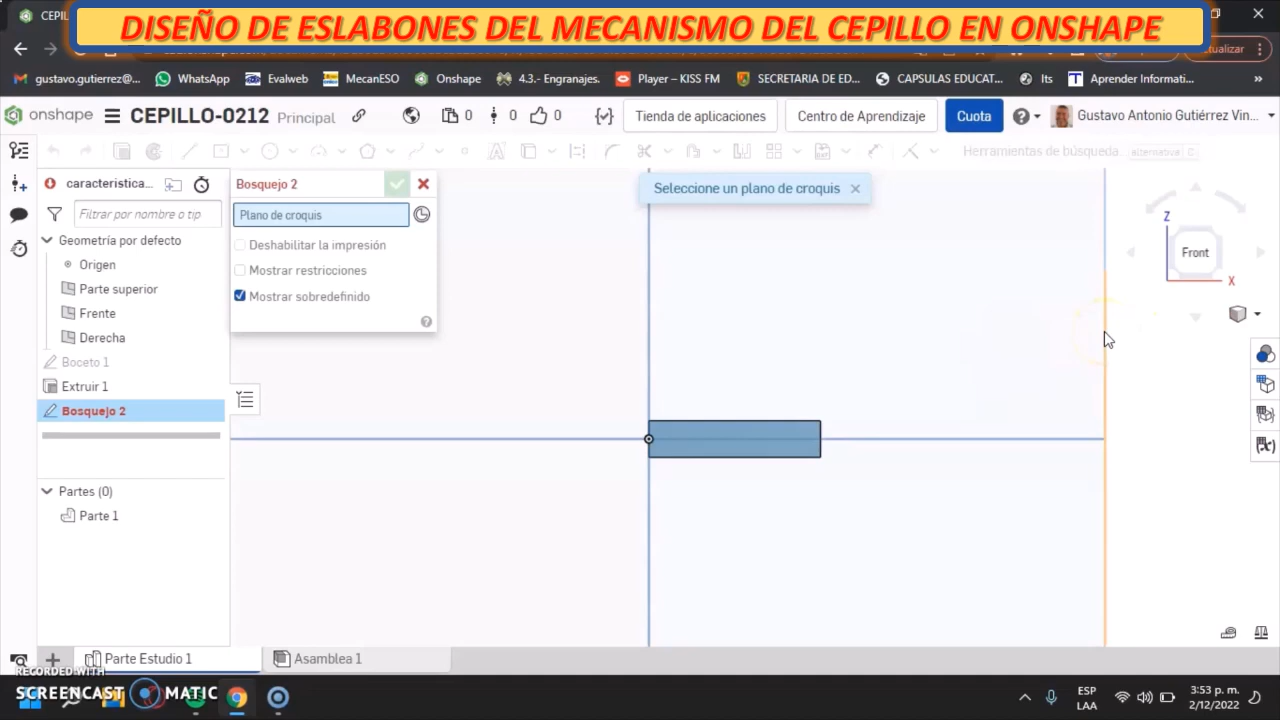 CEPIL
DISEÑO DE ESLABONES DEL MECANISMO DEL CEPILLO EN ONSHAPE
ctualizar
gustavo.gutierrez@... WhatsApp Evalweb MecanESO Onshape 4.3.- Engranajes. Player – KISS FM SECRETARIA DE ED... CAPSULAS EDUCAT... Its Aprender Informati... »
onshape CEPILLO-0212 Principal 0 0 0 Tienda de aplicaciones Centro de Aprendizaje Cuota Gustavo Antonio Gutiérrez Vin...
Herramientas de búsqueda. alternativa C
caracteristica...
Filtrar por nombre o tip
Geometría por defecto
Origen
Parte superior
Frente
Derecha
Boceto 1
Extruir 1
Bosquejo 2
Partes (0)
Parte 1
Bosquejo 2
Plano de croquis
Deshabilitar la impresión
Mostrar restricciones
Mostrar sobredefinido
Seleccione un plano de croquis
Z
Front
X
Parte Estudio 1 Asamblea 1
RECORDED WITH
SCREENCAST MATIC
ESP
LAA
3:53 p. m.
2/12/2022